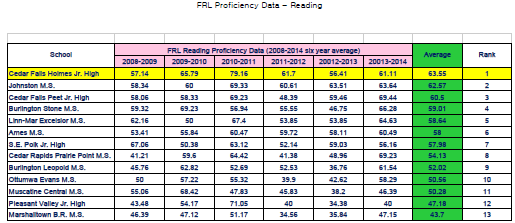 FRL Proficiency Data – Reading
School FRL Reading Proficiency Data (2008-2014 six year average) Average Rank
2008-2009 2009-2010 2010-2011 2011-2012 20012-2013 20013-2014
Cedar Falls Holmes Jr. High 57.14 65.79 79.16 61.7 56.41 61.11 63.55 1
Johnston M.S. 58.34 60 69.33 60.61 63.51 63.64 62.57 2
Cedar Falls Peet Jr. High 58.06 58.33 69.23 48.39 59.46 69.44 60.5 3
Burlington Stone M.S. 59.32 69.23 56.94 55.55 46.75 66.28 59.01 4
Linn-Mar Excelsior M.S. 62.16 50 67.4 53.85 53.85 64.63 58.64 5
Ames M.S. 53.41 55.84 60.47 59.72 58.11 60.49 58 6
S.E. Polk Jr. High 67.06 50.38 63.12 52.14 59.03 56.16 57.98 7
Cedar Rapids Prairie Point M.S. 41.21 59.6 64.42 41.38 48.96 69.23 54.13 8
Burlington Leopold M.S. 45.76 62.82 52.69 52.53 36.76 61.54 52.02 9
Ottumwa Evans M.S. 50 57.22 55.32 39.9 42.62 58.29 50.56 10
Muscatine Central M.S. 55.06 68.42 47.83 45.83 38.2 46.39 50.28 11
Pleasant Valley Jr. High 43.48 54.17 71.05 40 34.38 40 47.18 12
Marshalltown B.R. M.S. 46.39 47.12 51.17 34.56 35.84 47.15 43.7 13